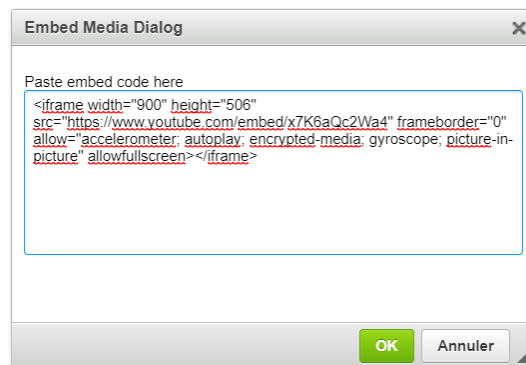 Embed Media Dialog
Paste embed code here
<iframe width="900" height="506"
src="https://www.youtube.com/embed/x7K6aQc2Wa4" frameborder="0"
allow="accelerometer; autoplay; encrypted-media; gyroscope; picture-in-
picture" allowfullscreen></iframe>
OK Annuler